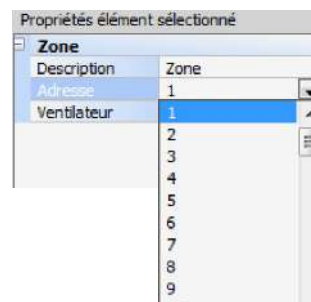 Propriétés élément sélectionné
Zone
Description Zone
Adresse 1
Ventilateur 1
2
3
4
5
6
7
8
9